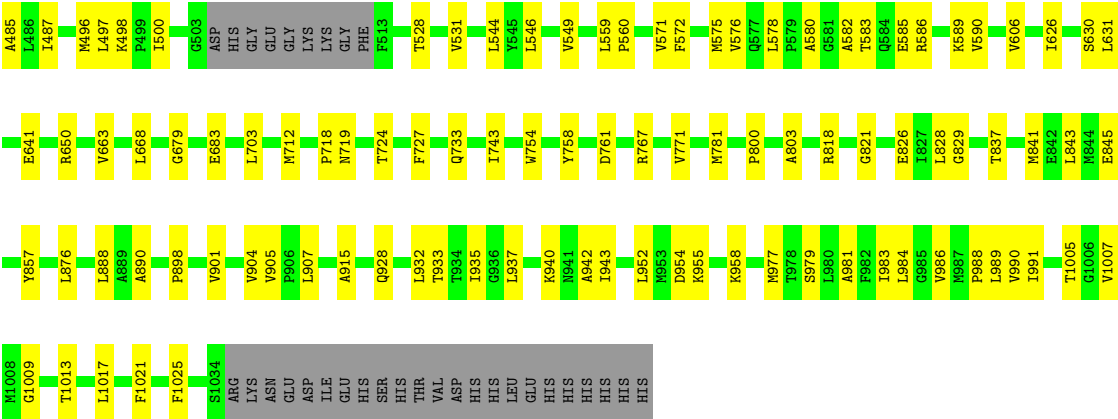 A485 L486 I487 M496 L497 K498 P499 I500 G503 ASP HIS GLY GLU GLY LYS LYS GLY PHE F513 T528 V531 L544 Y545 L546 V549 L559 P560 V571 F572 M575 V576 Q577 L578 P579 A580 G581 A582 T583 Q584 E585 R586 K589 V590 V606 I626 S630 L631
E641 R650 V663 L668 G679 E683 L703 M712 P718 N719 T724 F727 Q733 I743 W754 Y758 D761 R767 V771 M781 P800 A803 R818 G821 E826 I827 L828 G829 T837 M841 E842 L843 M844 E845
Y857 L876 L888 A889 A890 P898 V901 V904 V905 P906 L907 A915 Q928 L932 T933 T934 I935 G936 L937 K940 N941 A942 I943 L952 M953 D954 K955 K958 M977 T978 S979 L980 A981 F982 I983 L984 G985 V986 M987 P988 L989 V990 I991 T1005 G1006 V1007
M1008 G1009 T1013 L1017 F1021 F1025 S1034 ARG LYS ASN GLU ASP ILE GLU HIS SER HIS THR VAL ASP HIS HIS LEU GLU HIS HIS HIS HIS HIS HIS